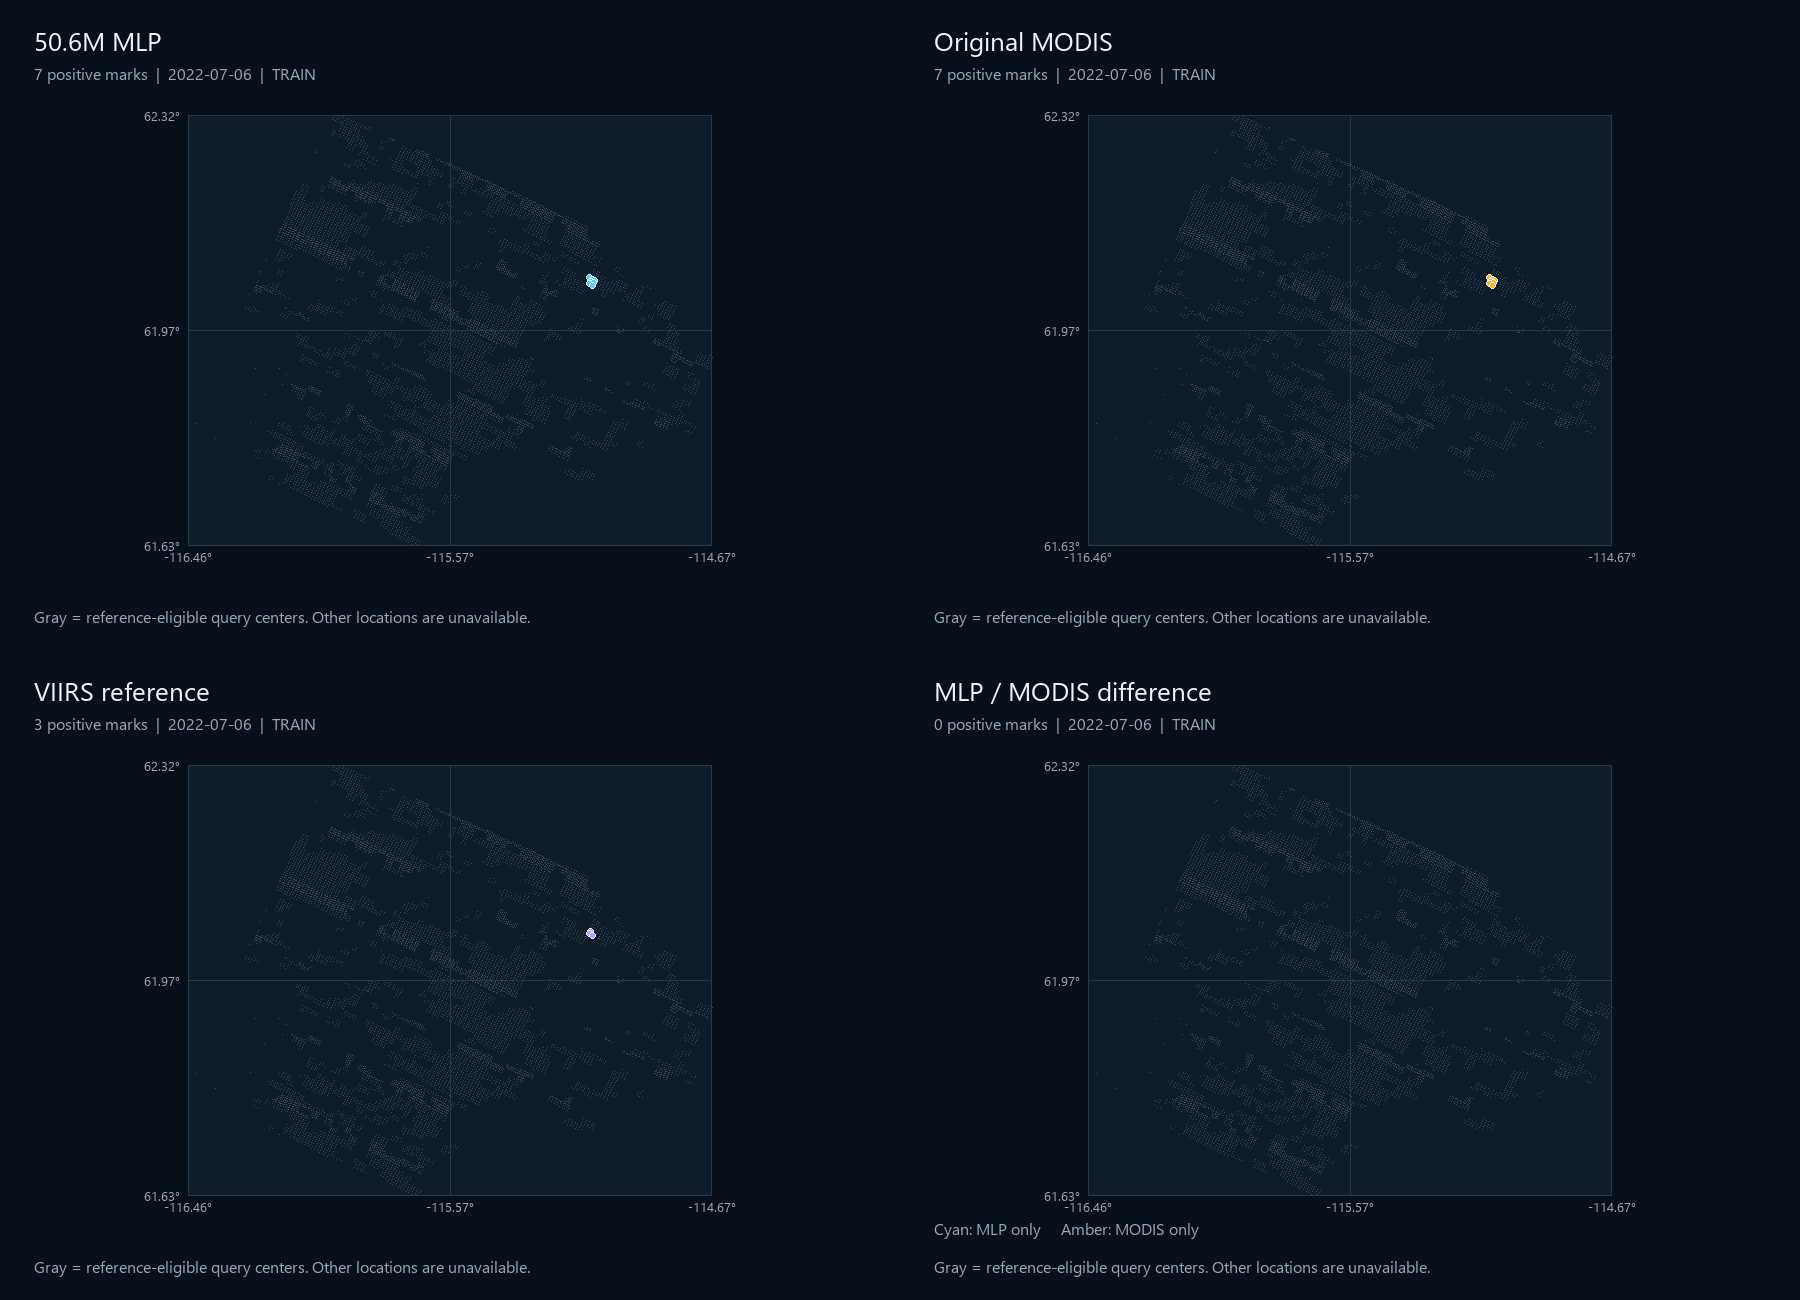 50.6M MLP
7 positive marks | 2022-07-06 | TRAIN
62.32°
61.97°
61.63°
-116.46°
-115.57°
-114.67°
Gray = reference-eligible query centers. Other locations are unavailable.
Original MODIS
7 positive marks | 2022-07-06 | TRAIN
62.32°
61.97°
61.63°
-116.46°
-115.57°
-114.67°
Gray = reference-eligible query centers. Other locations are unavailable.
VIIRS reference
3 positive marks | 2022-07-06 | TRAIN
62.32°
61.97°
61.63°
-116.46°
-115.57°
-114.67°
Gray = reference-eligible query centers. Other locations are unavailable.
MLP / MODIS difference
0 positive marks | 2022-07-06 | TRAIN
62.32°
61.97°
61.63°
-116.46°
-115.57°
-114.67°
Cyan: MLP only Amber: MODIS only
Gray = reference-eligible query centers. Other locations are unavailable.